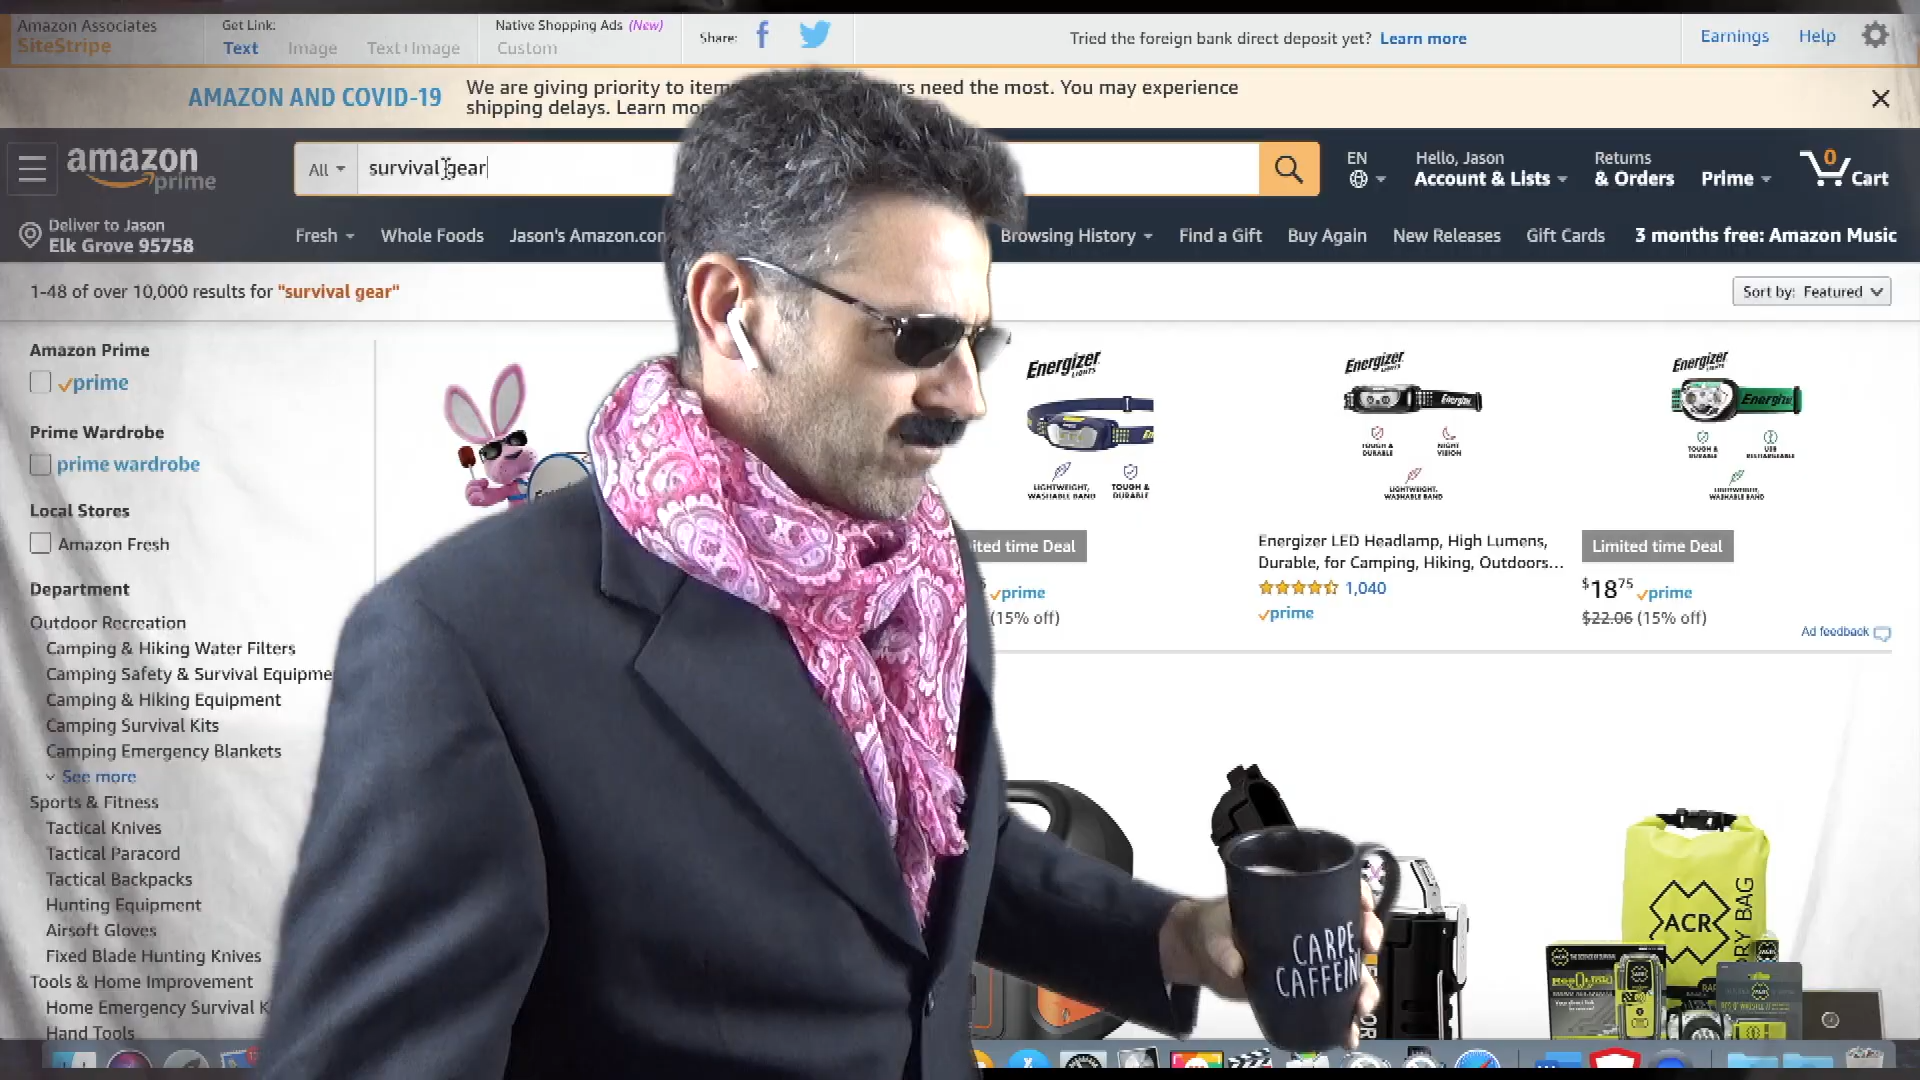 Amazon Associates
SiteStripe
Get Link:
Text Image Text+Image
Native Shopping Ads (New)
Custom
Share:
Tried the foreign bank direct deposit yet? Learn more
Earnings Help
AMAZON AND COVID-19
We are giving priority to need the most. You may experience
shipping delays. Learn
amazon
prime
All survival gear
EN
Hello, Jason
Account & Lists
Returns
& Orders
Prime
0
Cart
Deliver to Jason
Elk Grove 95758
Fresh Whole Foods Jason's Browsing History Find a Gift Buy Again New Releases Gift Cards 3 months free: Amazon Music
1-48 of over 10,000 results for "survival gear"
Sort by: Featured
Amazon Prime
prime
Prime Wardrobe
prime wardrobe
Local Stores
Amazon Fresh
Department
Outdoor Recreation
Camping & Hiking Water Filters
Camping Safety & Survival Equipme
Camping & Hiking Equipment
Camping Survival Kits
Camping Emergency Blankets
See more
Sports & Fitness
Tactical Knives
Tactical Paracord
Tactical Backpacks
Hunting Equipment
Airsoft Gloves
Fixed Blade Hunting Knives
Tools & Home Improvement
Home Emergency Survival K
Hand Tools
Energizer
LIGHTS
LIGHTWEIGHT,
WASHABLE BAND
TOUGH &
DURABLE
time Deal
prime
(15% off)
Energizer
LIGHTS
Energizer
TOUGH &
DURABLE
NIGHT
VISION
LIGHTWEIGHT,
WASHABLE BAND
Energizer LED Headlamp, High Lumens,
Durable, for Camping, Hiking, Outdoors...
1,040
prime
Energizer
LIGHTS
TOUGH &
DURABLE
USB
RECHARGEABLE
LIGHTWEIGHT,
WASHABLE BAND
Limited time Deal
$18.75 prime
$22.06 (15% off)
Ad feedback
CARPE
CAFFEIN
ACR